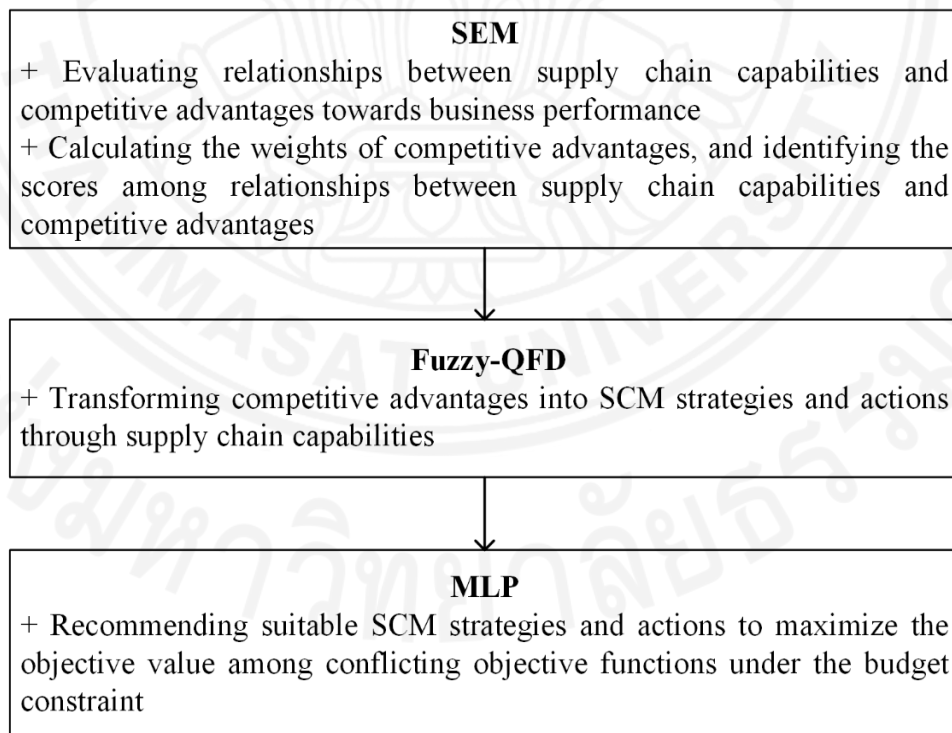 SEM
+ Evaluating relationships between supply chain capabilities and
competitive advantages towards business performance
+ Calculating the weights of competitive advantages, and identifying the
scores among relationships between supply chain capabilities and
competitive advantages
Fuzzy-QFD
+ Transforming competitive advantages into SCM strategies and actions
through supply chain capabilities
MLP
+ Recommending suitable SCM strategies and actions to maximize the
objective value among conflicting objective functions under the budget
constraint